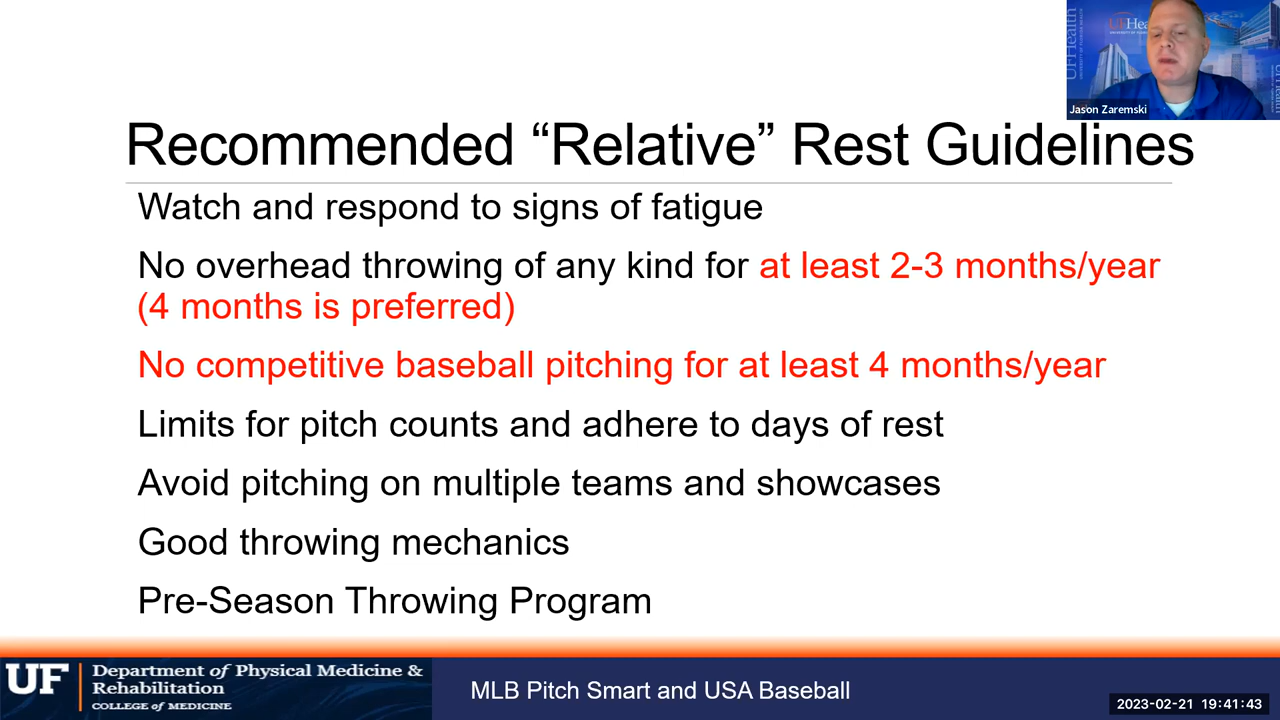 UFHealth
UFHea
Jason Zaremski
Recommended “Relative” Rest Guidelines
Watch and respond to signs of fatigue
No overhead throwing of any kind for at least 2-3 months/year
(4 months is preferred)
No competitive baseball pitching for at least 4 months/year
Limits for pitch counts and adhere to days of rest
Avoid pitching on multiple teams and showcases
Good throwing mechanics
Pre-Season Throwing Program
UF
Department of Physical Medicine &
Rehabilitation
COLLEGE of MEDICINE
MLB Pitch Smart and USA Baseball
2023-02-21 19:41:43